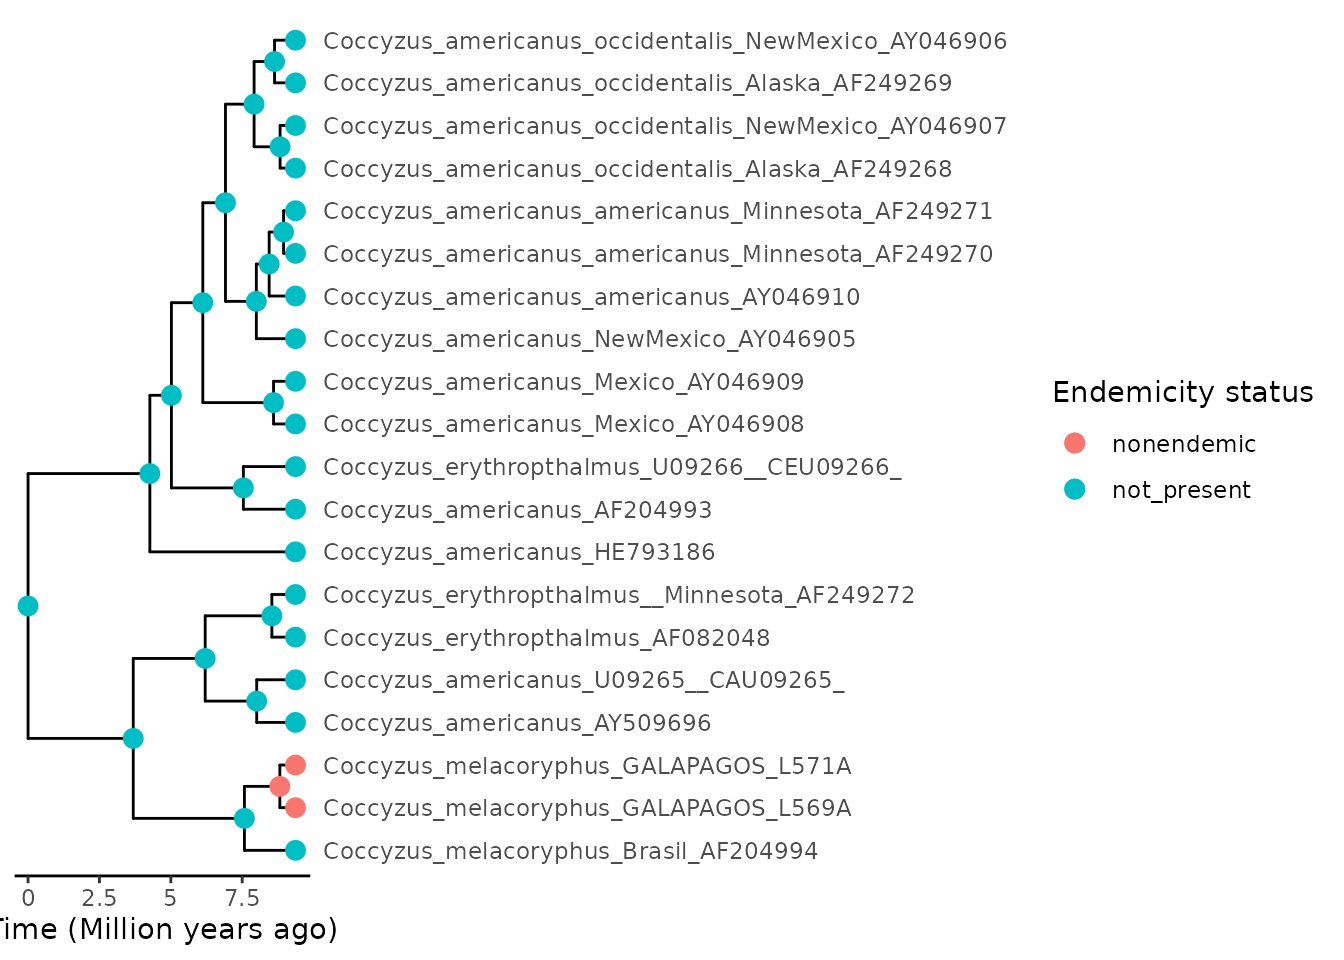 Coccyzus_americanus_occidentalis_NewMexico_AY046906
Coccyzus_americanus_occidentalis_Alaska_AF249269
Coccyzus_americanus_occidentalis_NewMexico_AY046907
Coccyzus_americanus_occidentalis_Alaska_AF249268
Coccyzus_americanus_americanus_Minnesota_AF249271
Coccyzus_americanus_americanus_Minnesota_AF249270
Coccyzus_americanus_americanus_AY046910
Coccyzus_americanus_NewMexico_AY046905
Coccyzus_americanus_Mexico_AY046909
Coccyzus_americanus_Mexico_AY046908
Coccyzus_erythropthalmus_U09266__CEU09266_
Coccyzus_americanus_AF204993
Coccyzus_americanus_HE793186
Coccyzus_erythropthalmus__Minnesota_AF249272
Coccyzus_erythropthalmus_AF082048
Coccyzus_americanus_U09265__CAU09265_
Coccyzus_americanus_AY509696
Coccyzus_melacoryphus_GALAPAGOS_L571A
Coccyzus_melacoryphus_GALAPAGOS_L569A
Coccyzus_melacoryphus_Brasil_AF204994
0 2.5 5 7.5
Time (Million years ago)
Endemicity status
nonendemic
not_present